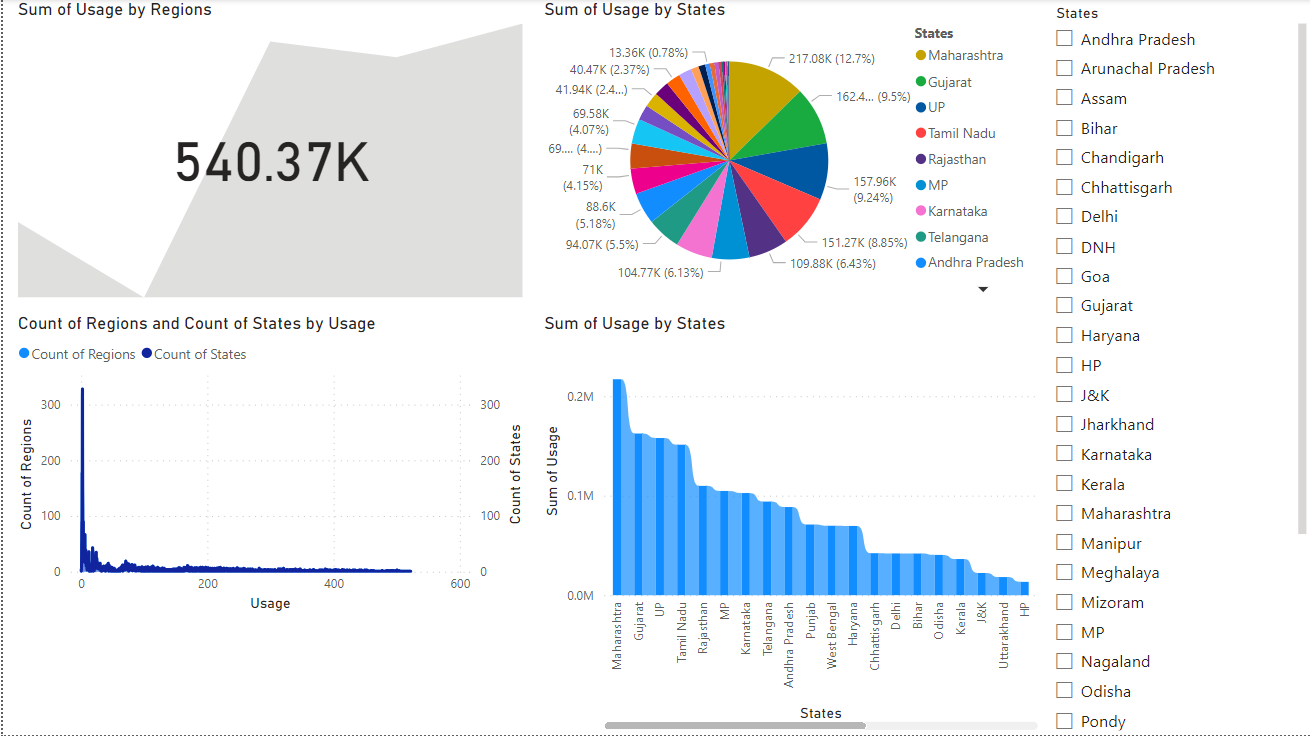 Sum of Usage by Regions
540.37K
Sum of Usage by States
13.36K (0.78%)
40.47K (2.37%)
41.94K (2.4...)
69.58K
(4.07%)
69.... (4....)
71K
(4.15%)
88.6K
(5.18%)
94.07K (5.5%)
104.77K (6.13%)
217.08K (12.7%)
162.4... (9.5%)
157.96K
(9.24%)
151.27K (8.85%)
109.88K (6.43%)
States
Maharashtra
Gujarat
UP
Tamil Nadu
Rajasthan
MP
Karnataka
Telangana
Andhra Pradesh
Count of Regions and Count of States by Usage
Count of Regions
Count of States
Count of Regions
300
200
100
0
300
200
100
0
Count of States
0
200
400
600
Usage
Sum of Usage by States
Sum of Usage
0.2M
0.1M
0.0M
Maharashtra
Gujarat
UP
Tamil Nadu
Rajasthan
MP
Karnataka
Telangana
Andhra Pradesh
Punjab
West Bengal
Haryana
Chhattisgarh
Delhi
Bihar
Odisha
Kerala
J&K
Uttarakhand
HP
States
States
Andhra Pradesh
Arunachal Pradesh
Assam
Bihar
Chandigarh
Chhattisgarh
Delhi
DNH
Goa
Gujarat
Haryana
HP
J&K
Jharkhand
Karnataka
Kerala
Maharashtra
Manipur
Meghalaya
Mizoram
MP
Nagaland
Odisha
Pondy